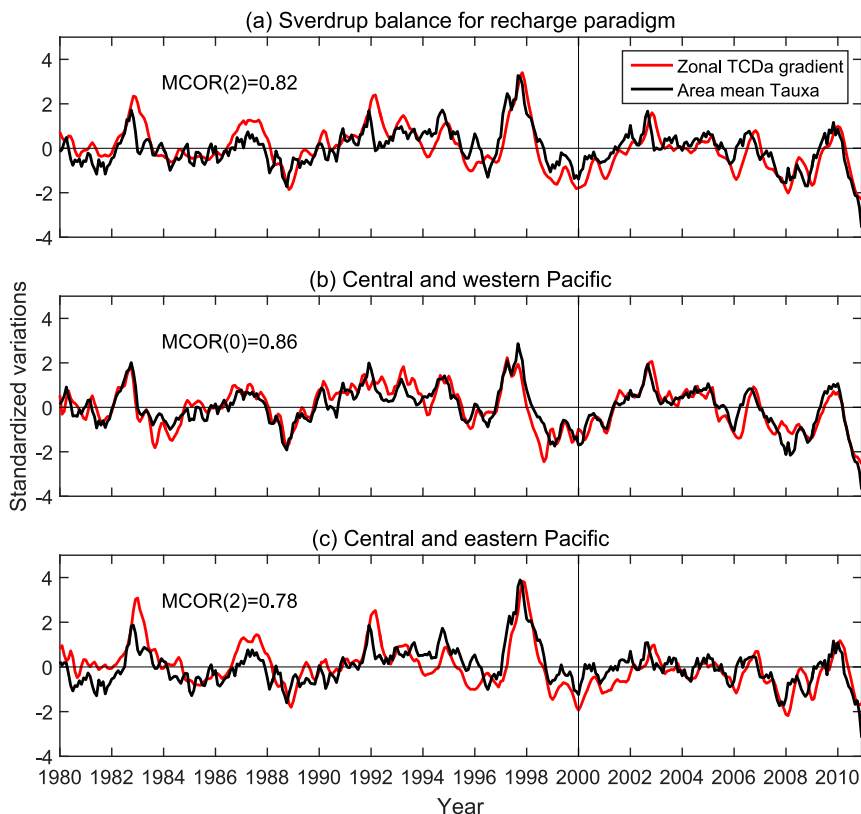 (a) Sverdrup balance for recharge paradigm
MCOR(2)=0.82
Zonal TCDa gradient
Area mean Tauxa
4
2
0
−2
−4
(b) Central and western Pacific
MCOR(0)=0.86
4
2
0
−2
−4
Standardized variations
(c) Central and eastern Pacific
MCOR(2)=0.78
4
2
0
−2
−4
1980 1982 1984 1986 1988 1990 1992 1994 1996 1998 2000 2002 2004 2006 2008 2010
Year